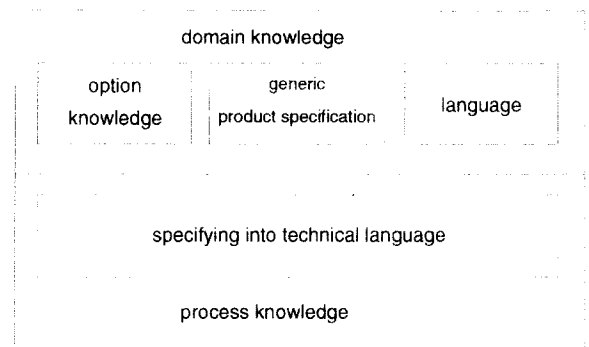 domain knowledge
option
knowledge
generic
product specification
language
specifying into technical language
process knowledge